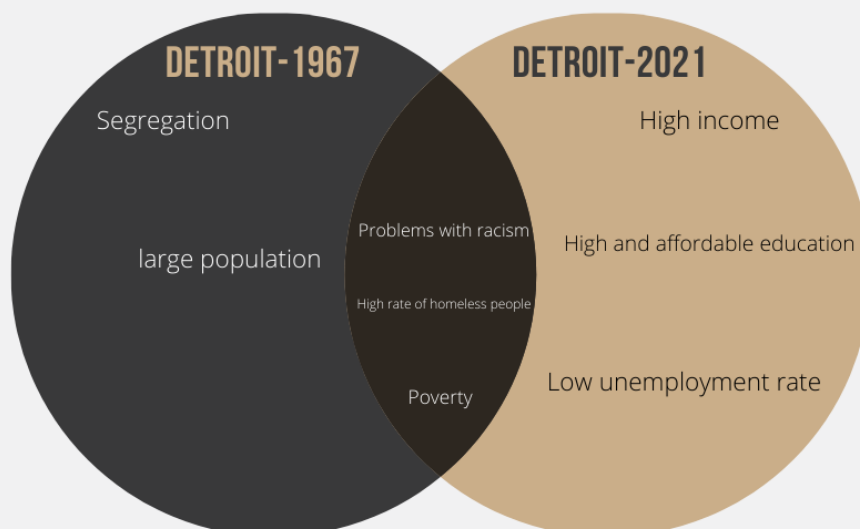 DETROIT-1967
Segregation
large population
Problems with racism
High rate of homeless people
Poverty
DETROIT-2021
High income
High and affordable education
Low unemployment rate